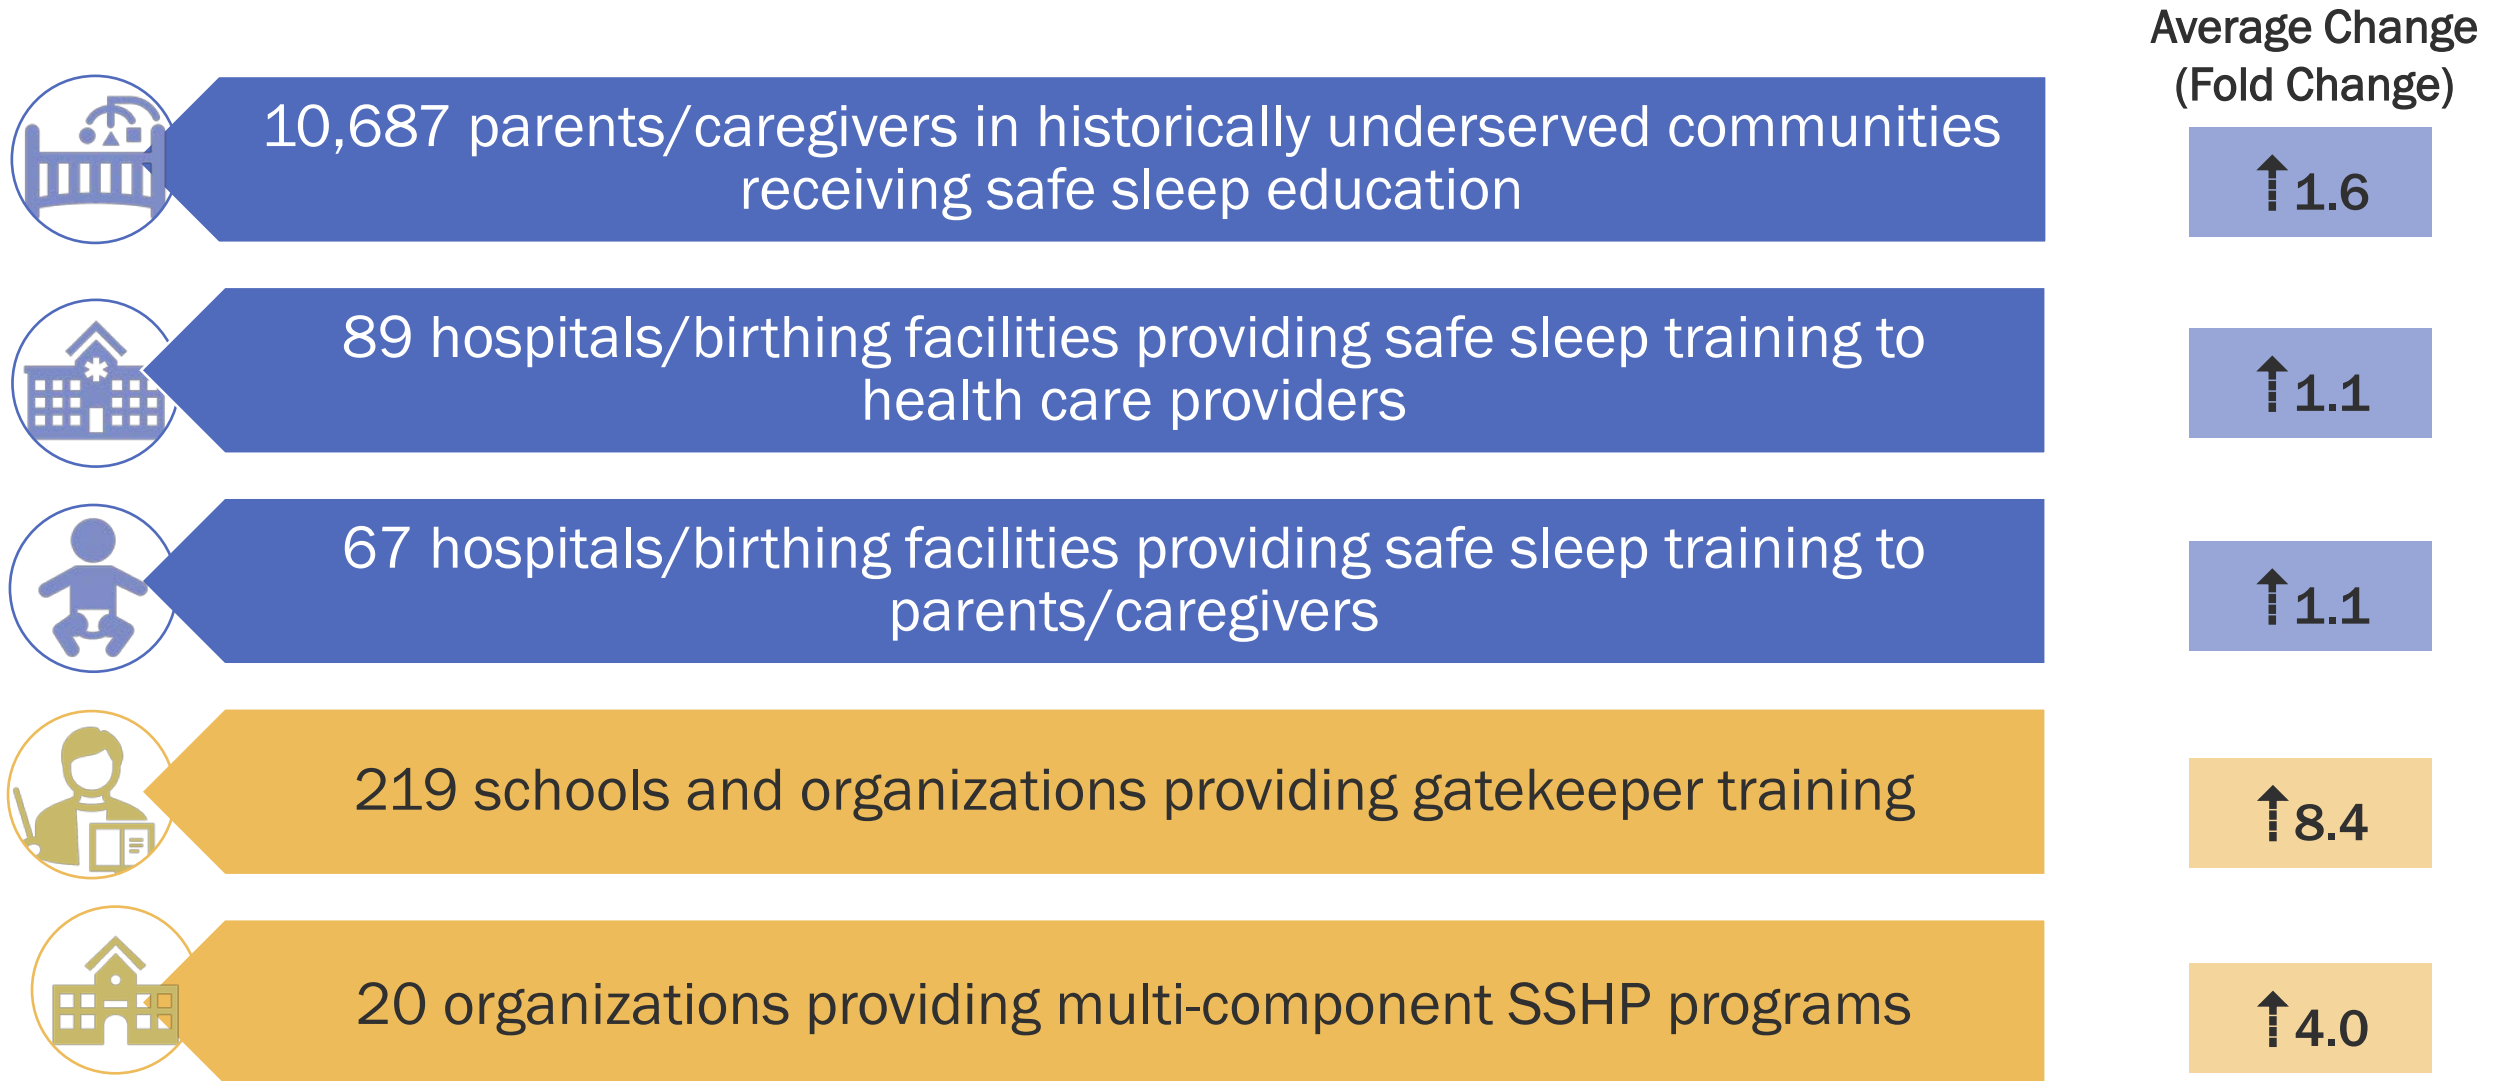 Average Change
(Fold Change)
10,687 parents/caregivers in historically underserved communities
receiving safe sleep education
1.6
89 hospitals/birthing facilities providing safe sleep training to
health care providers
1.1
67 hospitals/birthing facilities providing safe sleep training to
parents/caregivers
1.1
219 schools and organizations providing gatekeeper training
8.4
20 organizations providing multi-component SSHP programs
4.0